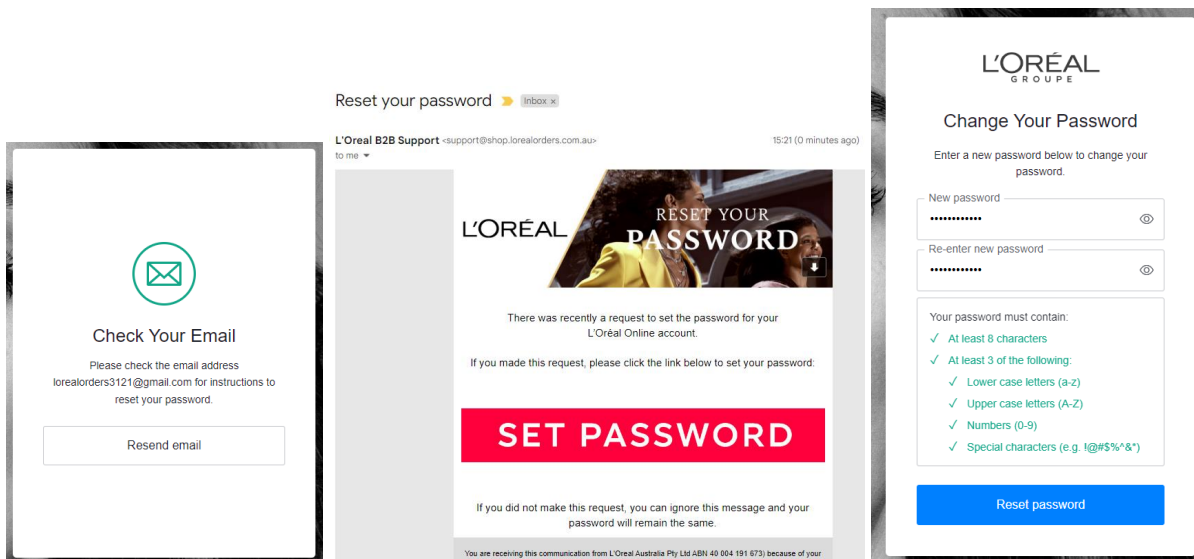 Check Your Email
Please check the email address
lorealorders3121@gmail.com for instructions to
reset your password.
Resend email
Reset your password
Inbox x
L'Oreal B2B Support <support@shop.lorealorders.com.au>
15:21 (0 minutes ago)
to me
L'ORÉAL
RESET YOUR
PASSWORD
There was recently a request to set the password for your
L'Oréal Online account.
If you made this request, please click the link below to set your password:
SET PASSWORD
If you did not make this request, you can ignore this message and your
password will remain the same.
You are receiving this communication from L'Oreal Australia Pty Ltd ABN 40 004 191 673) because of your
L'ORÉAL
GROUPE
Change Your Password
Enter a new password below to change your
password.
New password
••••••••••••
Re-enter new password
••••••••••••
Your password must contain:
✓ At least 8 characters
✓ At least 3 of the following:
✓ Lower case letters (a-z)
✓ Upper case letters (A-Z)
✓ Numbers (0-9)
✓ Special characters (e.g. !@#$%^&*)
Reset password